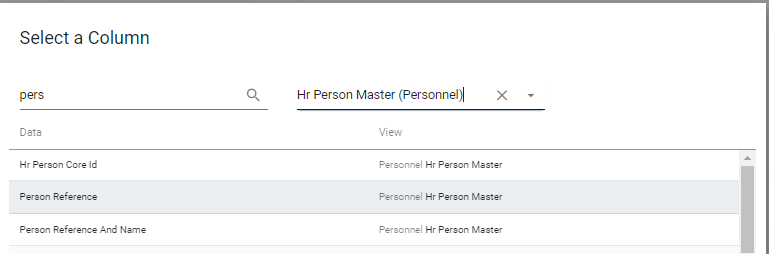 Select a Column
pers
Hr Person Master (Personnel)
Data View
Hr Person Core Id Personnel Hr Person Master
Person Reference Personnel Hr Person Master
Person Reference And Name Personnel Hr Person Master